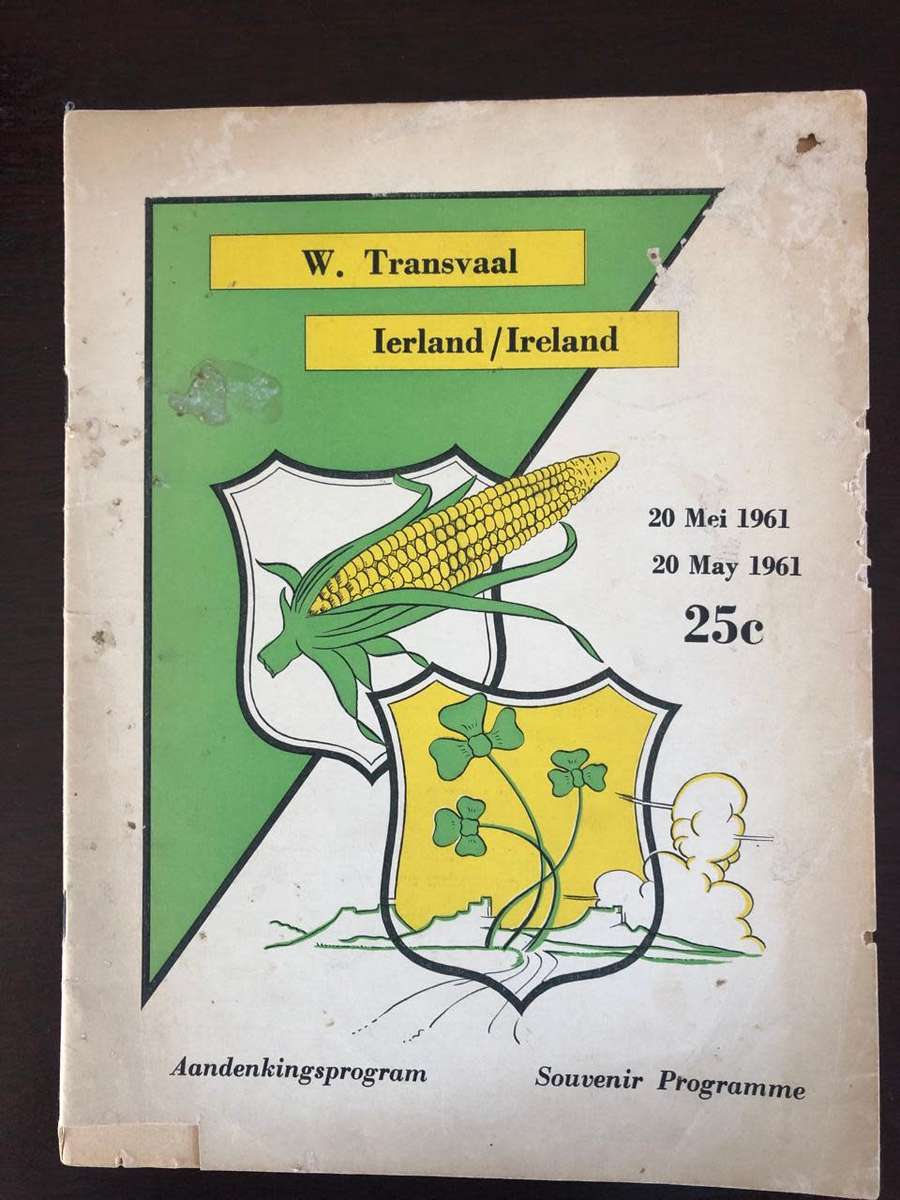 W. Transvaal
Ierland/Ireland
20 Mei 1961
20 May 1961
25c
Aandenkingsprogram
Souvenir Programme